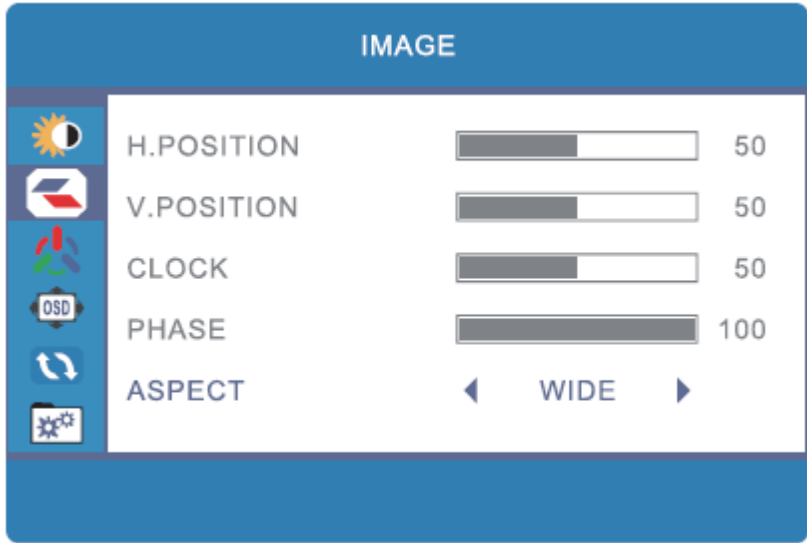 IMAGE
H.POSITION 50
V.POSITION 50
CLOCK 50
OSD
PHASE 100
ASPECT WIDE